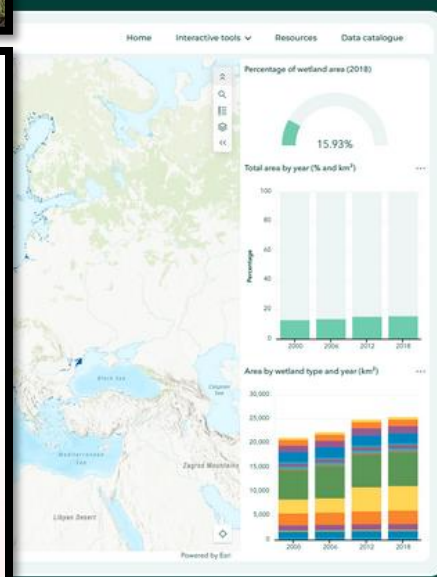 Home Interactive tools Resources Data catalogue
Percentage of wetland area (2018)
15.93%
Total area by year (% and km²)
100
80
60
40
20
0
Percentage
2000 2006 2012 2018
Area by wetland type and year (km²)
30,000
25,000
20,000
15,000
10,000
5,000
0
2000 2006 2012 2018
Black Sea
Caspian Sea
Mediterranean Sea
Zagros Mountains
Libyan Desert
Powered by Esri